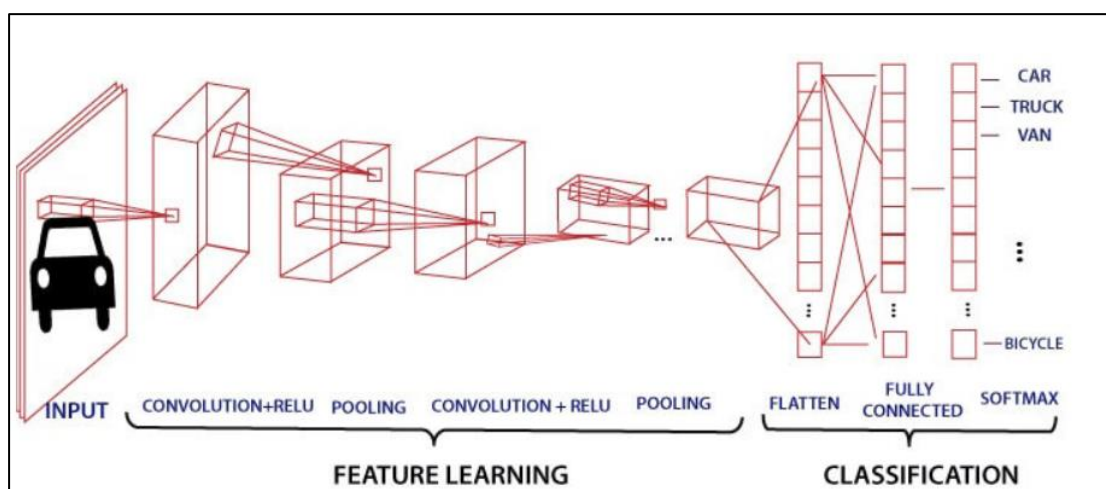 CAR
TRUCK
VAN
BICYCLE
INPUT
CONVOLUTION+RELU
POOLING
CONVOLUTION + RELU
POOLING
FLATTEN
FULLY
CONNECTED
SOFTMAX
FEATURE LEARNING
CLASSIFICATION